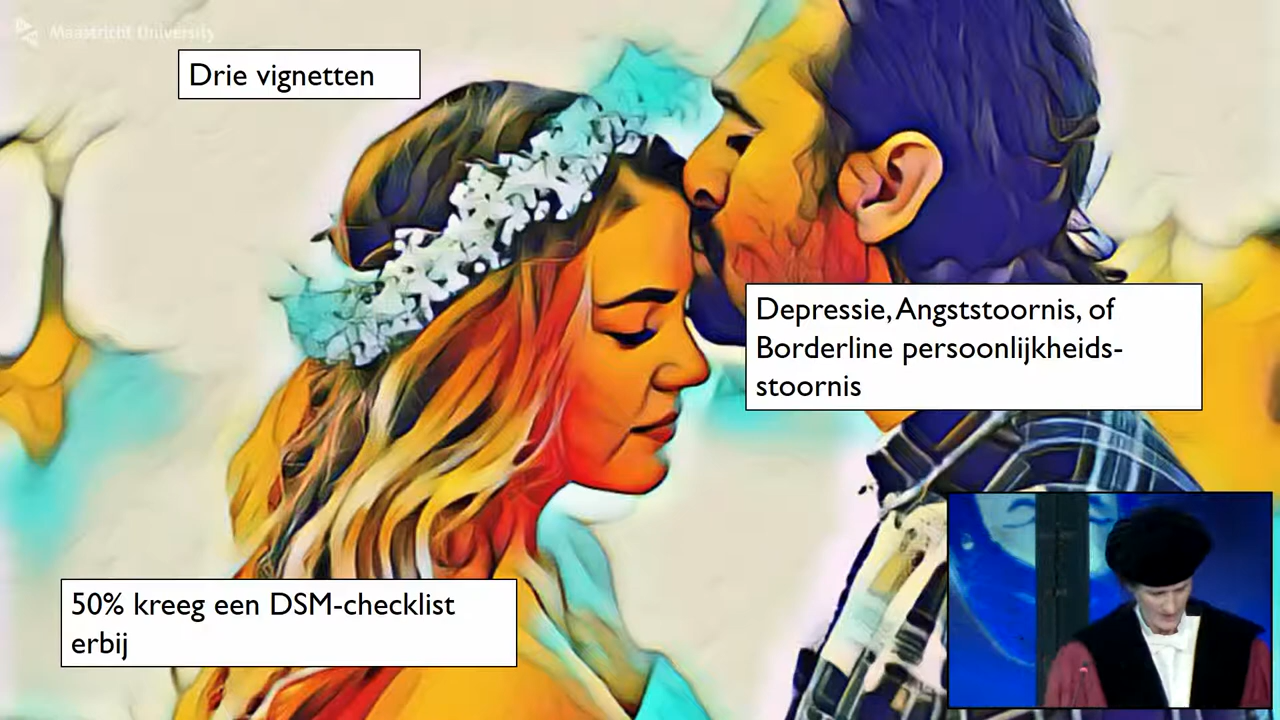 Maastricht University
Drie vignetten
Depressie, Angststoornis, of
Borderline persoonlijkheids-
stoornis
50% kreeg een DSM-checklist
erbij